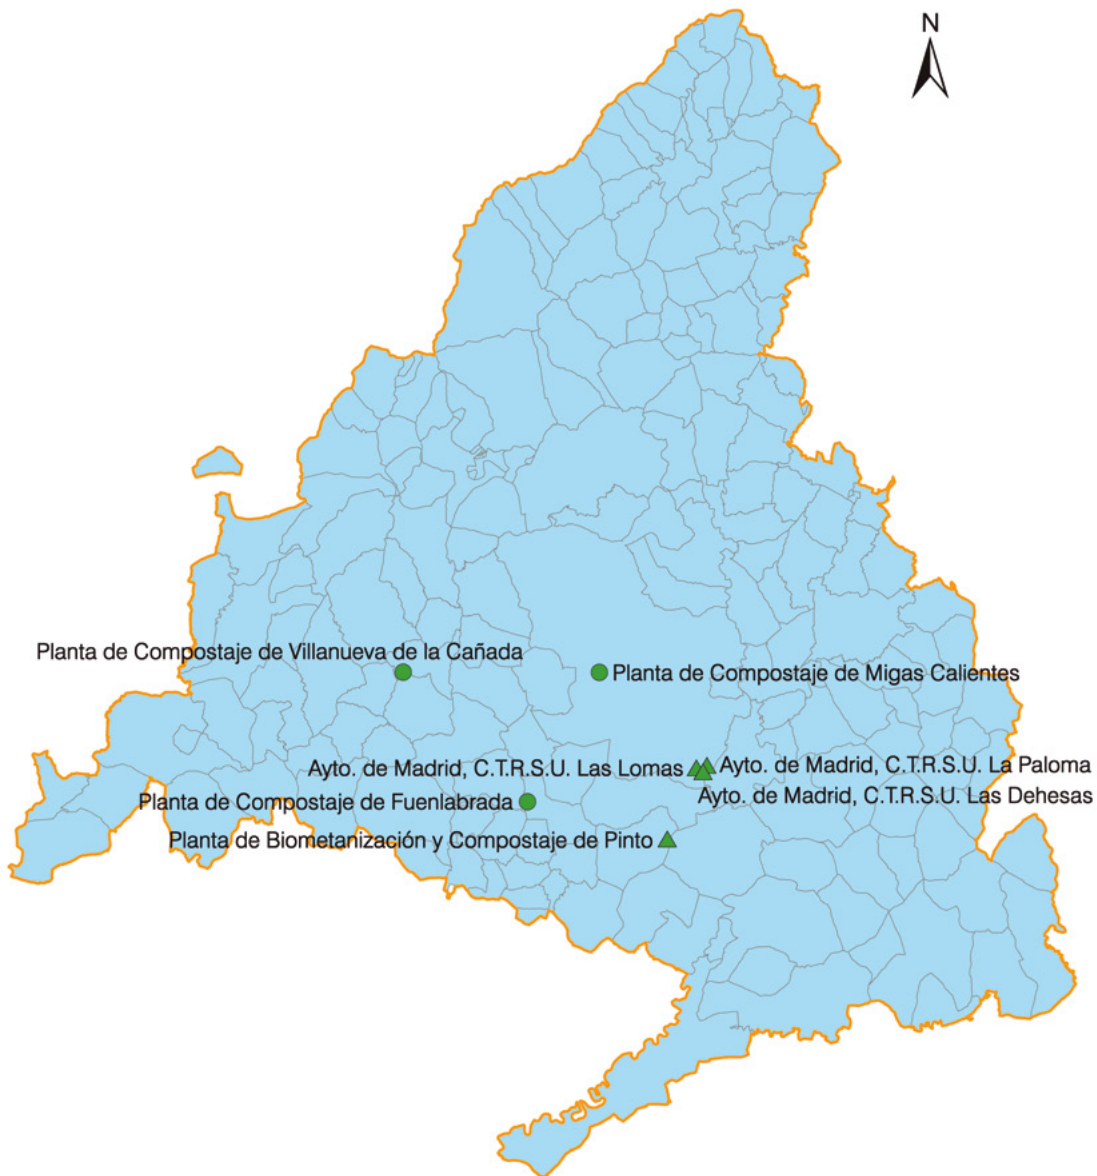 N
Planta de Compostaje de Villanueva de la Cañada
Planta de Compostaje de Migas Calientes
Ayto. de Madrid, C.T.R.S.U. Las Lomas
Ayto. de Madrid, C.T.R.S.U. La Paloma
Ayto. de Madrid, C.T.R.S.U. Las Dehesas
Planta de Compostaje de Fuenlabrada
Planta de Biometanización y Compostaje de Pinto